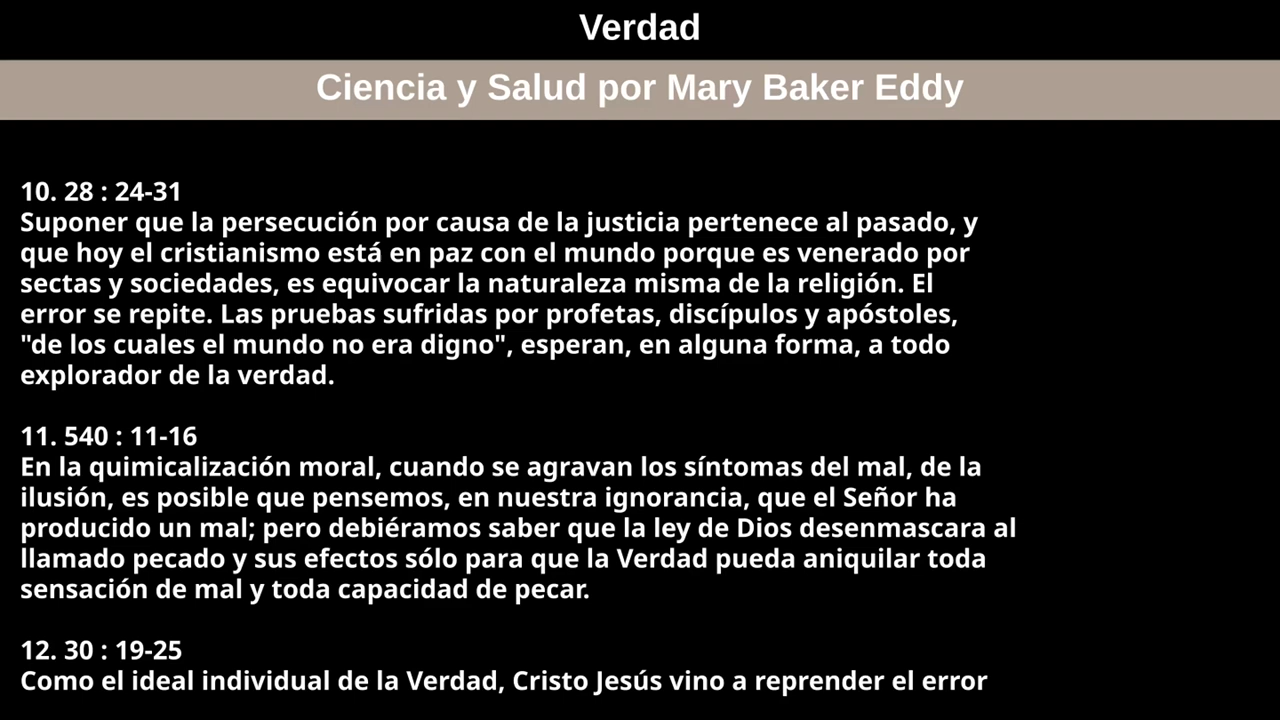 Verdad
Ciencia y Salud por Mary Baker Eddy
10. 28 : 24-31
Suponer que la persecución por causa de la justicia pertenece al pasado, y
que hoy el cristianismo está en paz con el mundo porque es venerado por
sectas y sociedades, es equivocar la naturaleza misma de la religión. El
error se repite. Las pruebas sufridas por profetas, discípulos y apóstoles,
"de los cuales el mundo no era digno", esperan, en alguna forma, a todo
explorador de la verdad.
11. 540 : 11-16
En la quimicalización moral, cuando se agravan los síntomas del mal, de la
ilusión, es posible que pensemos, en nuestra ignorancia, que el Señor ha
producido un mal; pero debiéramos saber que la ley de Dios desenmascara al
llamado pecado y sus efectos sólo para que la Verdad pueda aniquilar toda
sensación de mal y toda capacidad de pecar.
12. 30 : 19-25
Como el ideal individual de la Verdad, Cristo Jesús vino a reprender el error